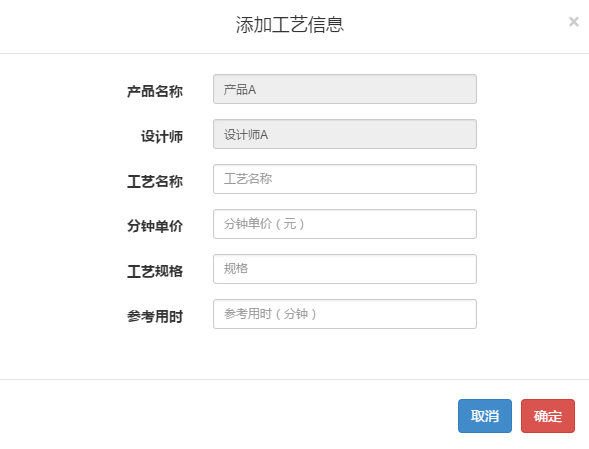 添加工艺信息
×
产品名称 产品A
设计师 设计师A
工艺名称 工艺名称
分钟单价 分钟单价（元）
工艺规格 规格
参考用时 参考用时（分钟）
取消 确定